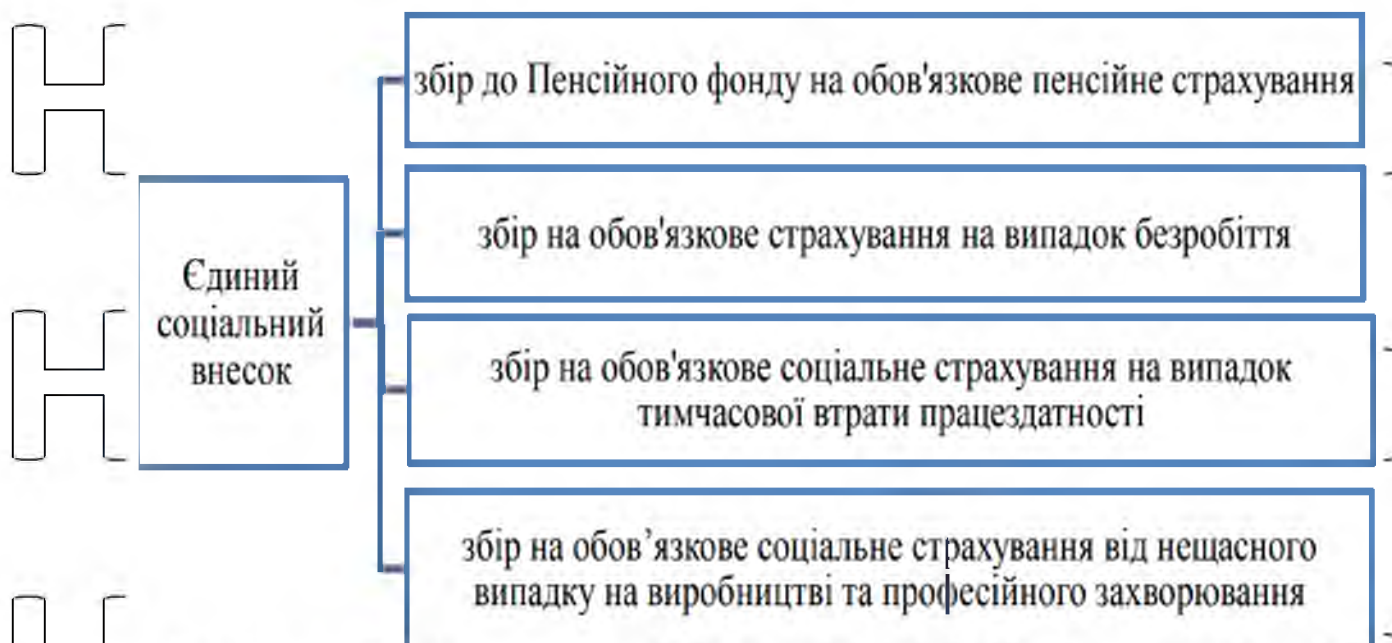 збір до Пенсійного фонду на обов'язкове пенсійне страхування
збір на обов'язкове страхування на випадок безробіття
Єдиний
соціальний
внесок
збір на обов'язкове соціальне страхування на випадок
тимчасової втрати працездатності
збір на обов’язкове соціальне страхування від нещасного
випадку на виробництві та професійного захворювання